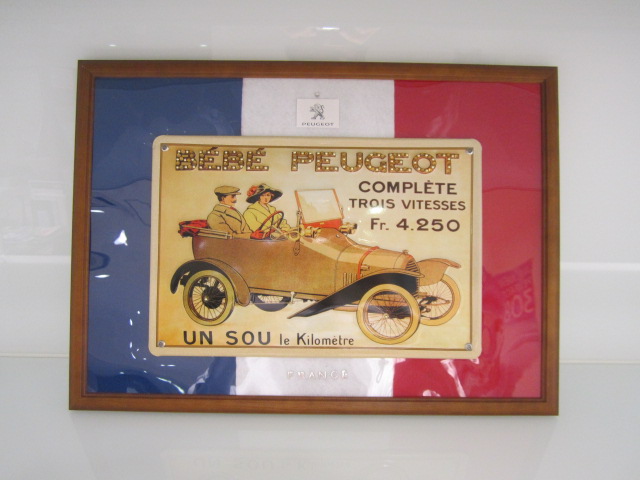 PEUGEOT
BÉBÉ PEUGEOT
COMPLÈTE
TROIS VITESSES
Fr. 4.250
UN SOU le Kilomètre
FRANCE